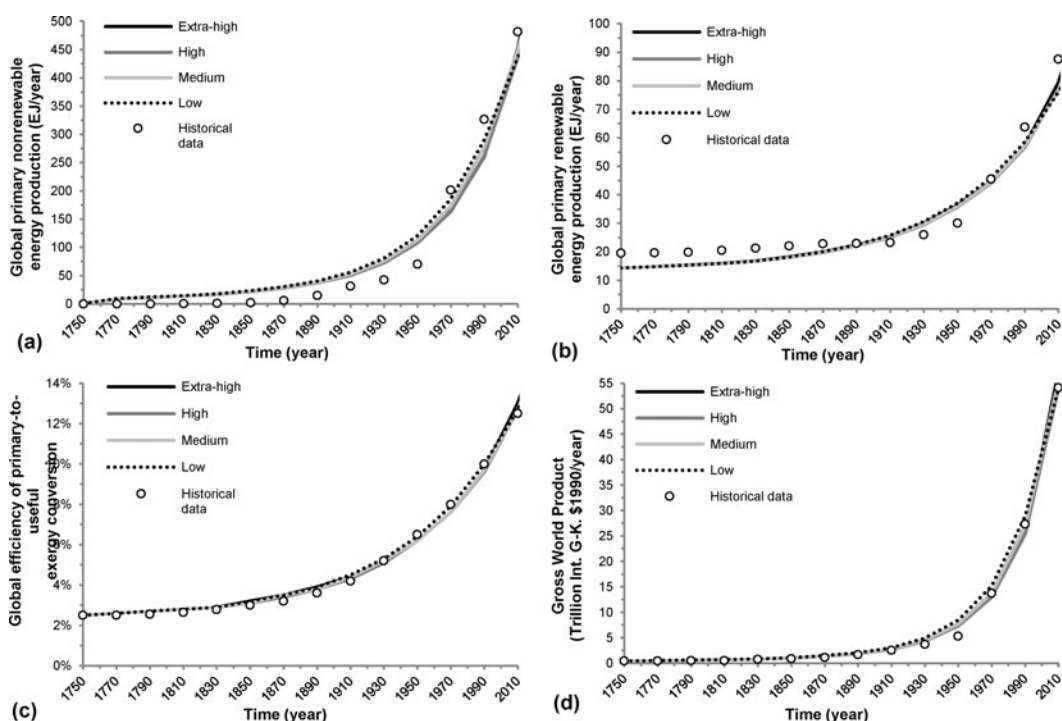 Global primary nonrenewable
energy production (EJ/year)
500
450
400
350
300
250
200
150
100
50
0
Extra-high
High
Medium
Low
Historical
data
1750
1770
1790
1810
1830
1850
1870
1890
1910
1930
1950
1970
1990
2010
(a)
Time (year)
Global primary renewable
energy production (EJ/year)
100
90
80
70
60
50
40
30
20
10
0
Extra-high
High
Medium
Low
Historical data
1750
1770
1790
1810
1830
1850
1870
1890
1910
1930
1950
1970
1990
2010
(b)
Time (year)
Global efficiency of primary-to-
useful
exergy conversion
14%
12%
10%
8%
6%
4%
2%
0%
Extra-high
High
Medium
Low
Historical
data
1750
1770
1790
1810
1830
1850
1870
1890
1910
1930
1950
1970
1990
2010
(c)
Time (year)
Gross World Product
(Trillion Int. G-K. $1990/year)
55
50
45
40
35
30
25
20
15
10
5
0
Extra-high
High
Medium
Low
Historical data
1750
1770
1790
1810
1830
1850
1870
1890
1910
1930
1950
1970
1990
2010
(d)
Time (year)